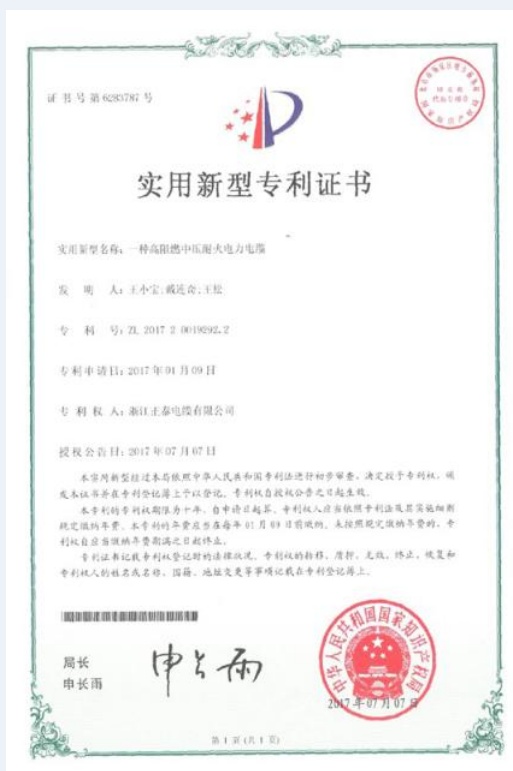 证书号第6283787号
实用新型专利证书
实用新型名称：一种高阻燃中压耐火电力电缆
发 明 人：王小宝;戴连奇;王松
专 利 号：ZL 2017 2 0019292.2
专利申请日：2017年01月09日
专 利 权 人：浙江正泰电缆有限公司
授权公告日：2017年07月07日
本实用新型经过本局依照中华人民共和国专利法进行初步审查，决定授予专利权，颁
发本证书并在专利登记簿上予以登记。专利权自授权公告之日起生效。
本专利的专利权期限为十年，自申请日起算。专利权人应当依照专利法及其实施细则
规定缴纳年费。本专利的年费应当在每年01月09日前缴纳。未按照规定缴纳年费的，专
利权自应当缴纳年费期满之日起终止。
专利证书记载专利权登记时的法律状况。专利权的转移、质押、无效、终止、恢复和
专利权人的姓名或名称、国籍、地址变更等事项记载在专利登记簿上。
局长
申长雨
申长雨
中华人民共和国国家知识产权局
2017年07月07日
第 1 页 (共 1 页)